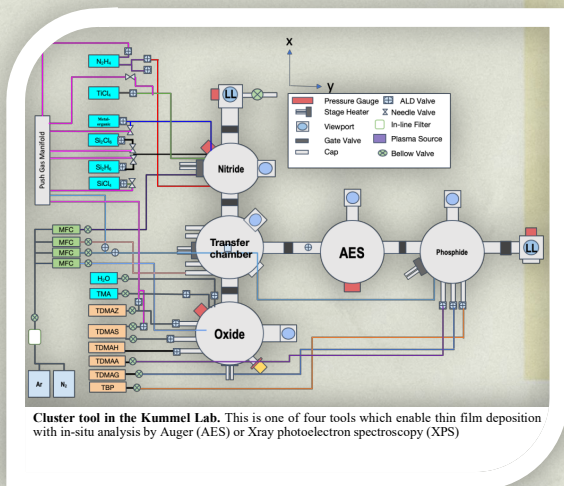 x
y
N₂H₄
TiCl₄
Metal-
organic
Si₂Cl₆
Si₂H₆
SiCl₄
Push Gas Manifold
MFC
MFC
MFC
H₂O
TMA
TDMAZ
TDMAS
TDMAH
TDMAA
TDMAG
TBP
Ar
N₂
LL
Nitride
Transfer
chamber
Oxide
AES
Phosphide
LL
Pressure Gauge
Stage Heater
Viewport
Gate Valve
Cap
ALD Valve
Needle Valve
In-line Filter
Plasma Source
Bellow Valve
Cluster tool in the Kummel Lab. This is one of four tools which enable thin film deposition
with in-situ analysis by Auger (AES) or Xray photoelectron spectroscopy (XPS)